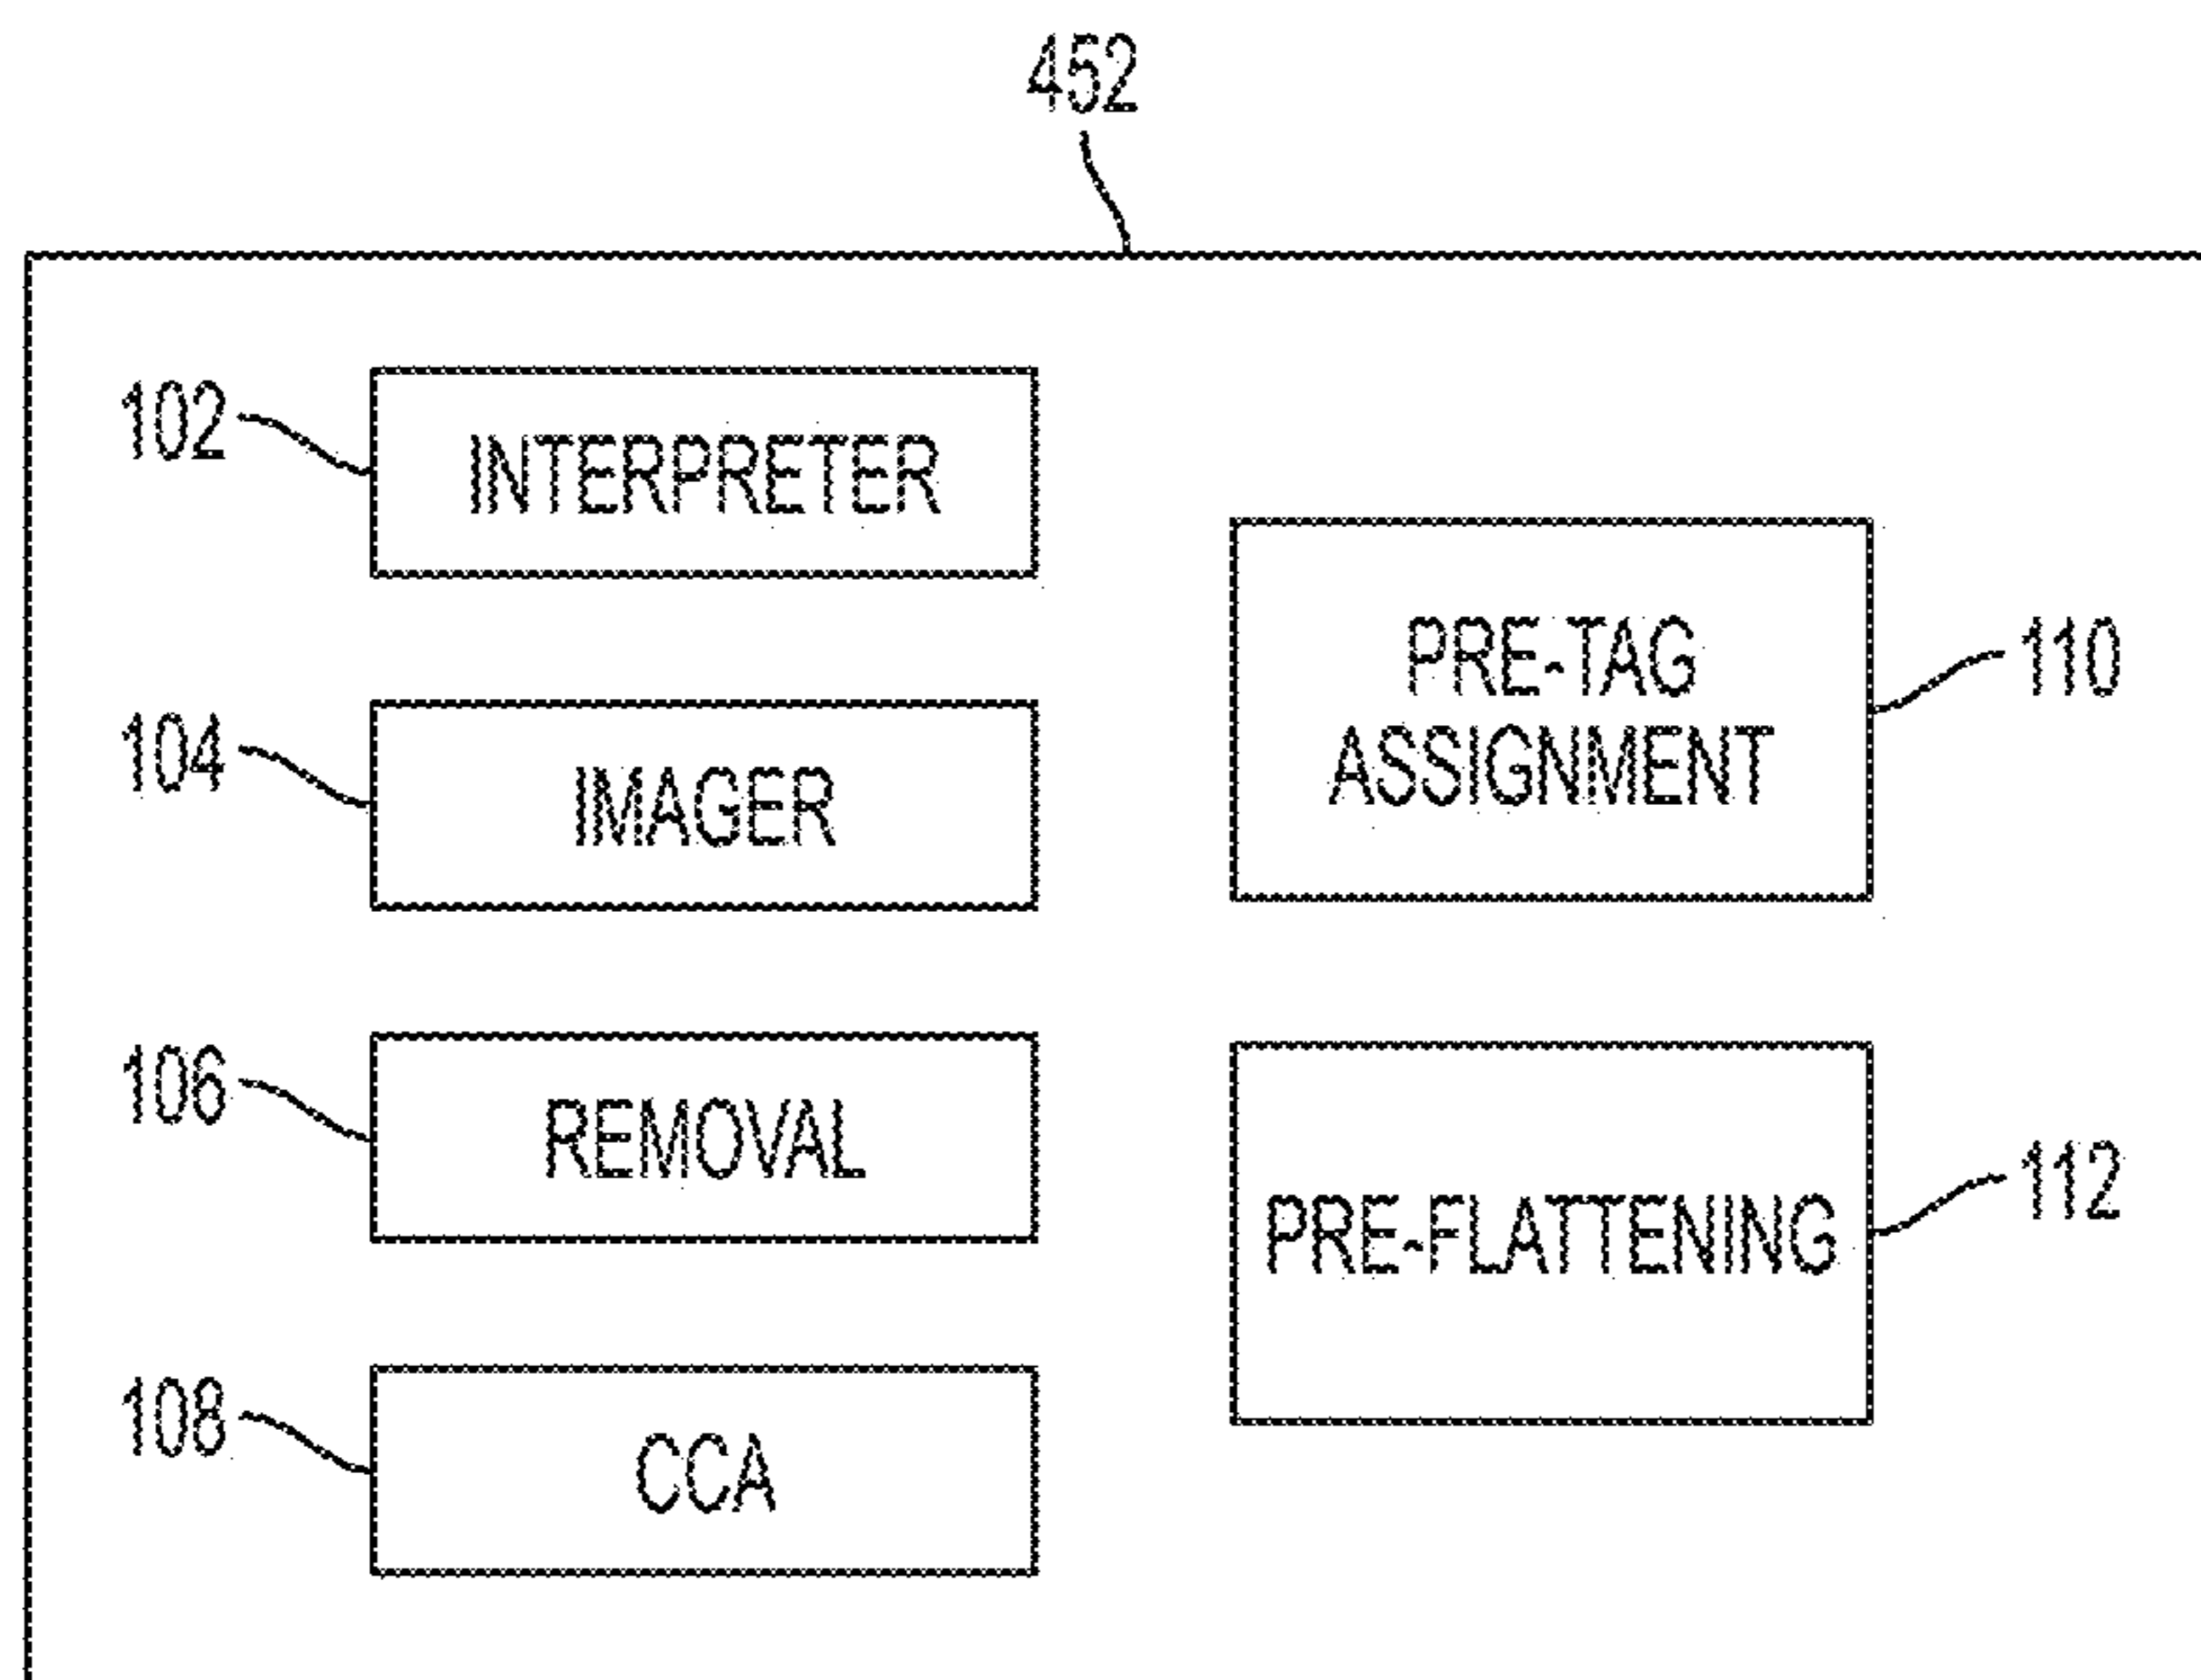 452
102
INTERPRETER
104
IMAGER
106
REMOVAL
108
CCA
PRE-TAG
ASSIGNMENT
110
PRE-FLATTENING
112